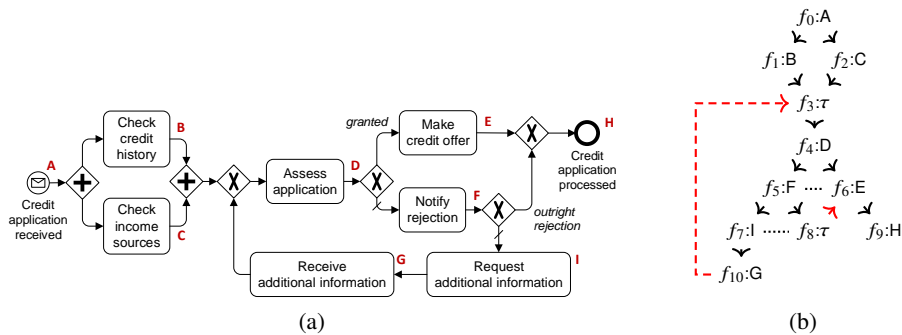 A
Credit
application
received
Check
credit
history
B
Check
income
sources
C
Assess
application
D
granted
Make
credit offer
E
Notify
rejection
F
outright
rejection
H
Credit
application
processed
Receive
additional information
G
Request
additional information
I
(a)
f0:A
f1:B f2:C
f3:τ
f4:D
f5:F f6:E
f7:I f8:τ f9:H
f10:G
(b)